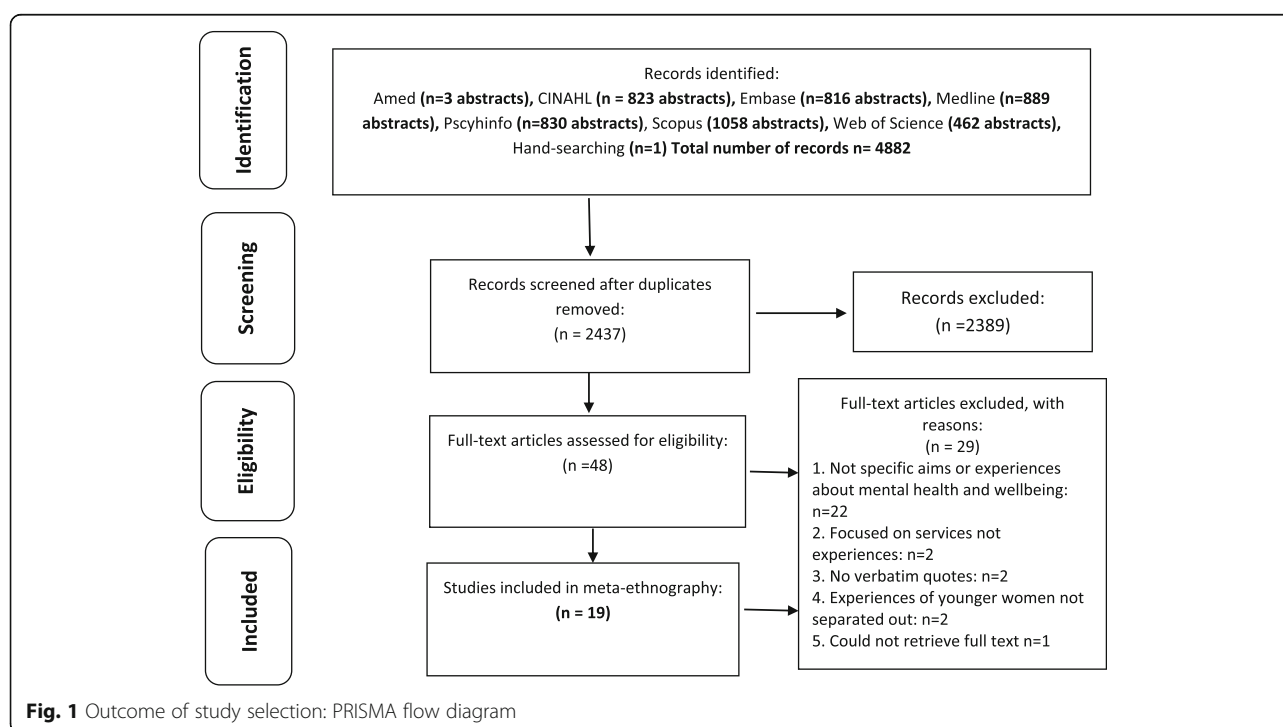 Identification
Records identified:
Amed (n=3 abstracts), CINAHL (n = 823 abstracts), Embase (n=816 abstracts), Medline (n=889
abstracts), Pscyhinfo (n=830 abstracts), Scopus (1058 abstracts), Web of Science (462 abstracts),
Hand-searching (n=1) Total number of records n= 4882
Screening
Records screened after duplicates
removed:
(n = 2437)
Records excluded:
(n =2389)
Eligibility
Full-text articles assessed for eligibility:
(n =48)
Full-text articles excluded, with
reasons:
(n = 29)
1. Not specific aims or experiences
about mental health and wellbeing:
n=22
2. Focused on services not
experiences: n=2
3. No verbatim quotes: n=2
4. Experiences of younger women not
separated out: n=2
5. Could not retrieve full text n=1
Included
Studies included in meta-ethnography:
(n = 19)
Fig. 1 Outcome of study selection: PRISMA flow diagram